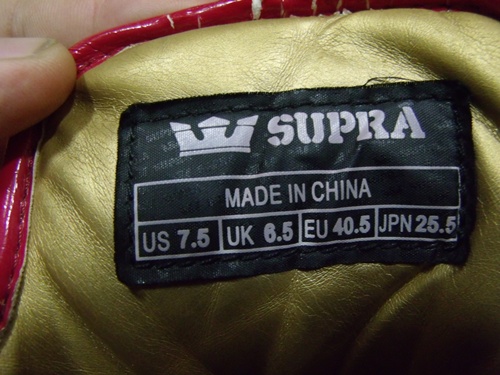 SUPRA
MADE IN CHINA
US 7.5 UK 6.5 EU 40.5 JPN 25.5